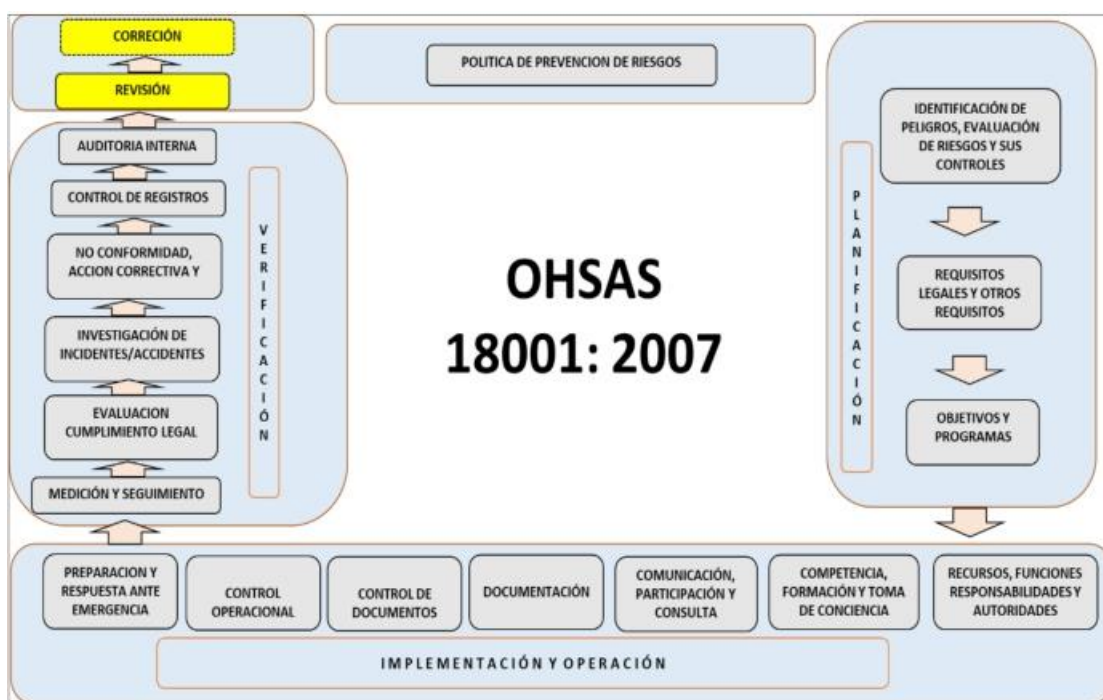 CORRECIÓN
REVISIÓN
POLITICA DE PREVENCION DE RIESGOS
IDENTIFICACIÓN DE
PELIGROS, EVALUACIÓN
DE RIESGOS Y SUS
CONTROLES
AUDITORIA INTERNA
CONTROL DE REGISTROS
NO CONFORMIDAD,
ACCION CORRECTIVA Y
INVESTIGACIÓN DE
INCIDENTES/ACCIDENTES
EVALUACION
CUMPLIMIENTO LEGAL
MEDICIÓN Y SEGUIMIENTO
VERIFICACIÓN
OHSAS
18001: 2007
PLANIFICACIÓN
REQUISITOS
LEGALES Y OTROS
REQUISITOS
OBJETIVOS Y
PROGRAMAS
PREPARACION Y
RESPUESTA ANTE
EMERGENCIA
CONTROL
OPERACIONAL
CONTROL DE
DOCUMENTOS
DOCUMENTACIÓN
COMUNICACIÓN,
PARTICIPACIÓN Y
CONSULTA
COMPETENCIA,
FORMACIÓN Y TOMA
DE CONCIENCIA
RECURSOS, FUNCIONES
RESPONSABILIDADES Y
AUTORIDADES
IMPLEMENTACIÓN Y OPERACIÓN